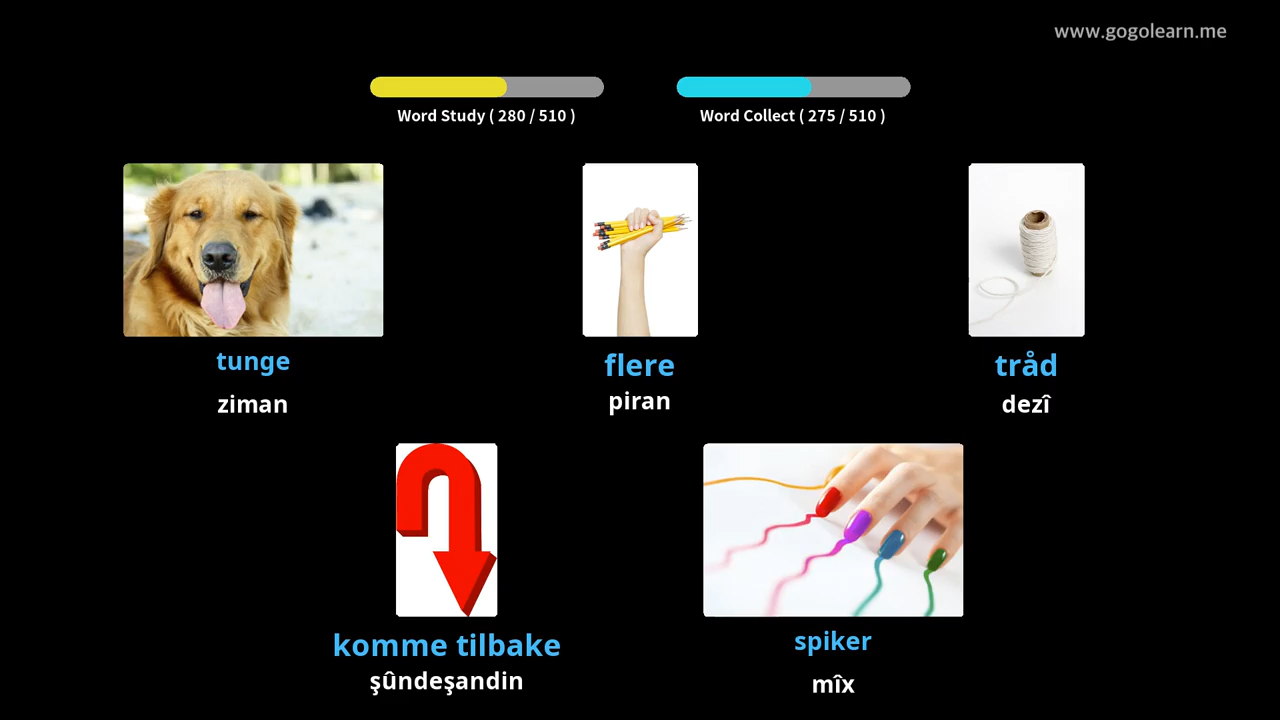 www.gogolearn.me
Word Study ( 280 / 510 )
Word Collect ( 275 / 510 )
tunge
ziman
flere
piran
tråd
dezî
komme tilbake
şûndeşandin
spiker
mîx